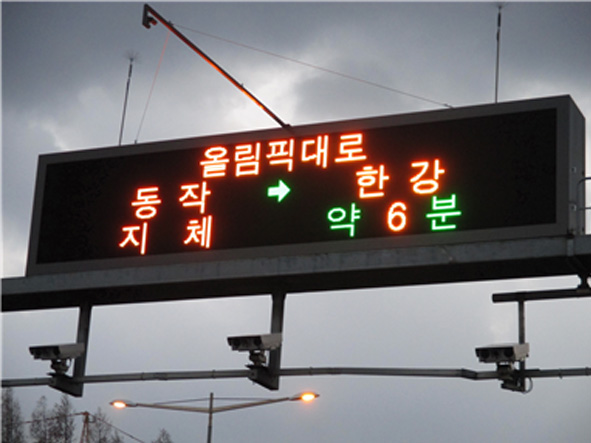 올림픽대로
동작 → 한강
지체 약 6분